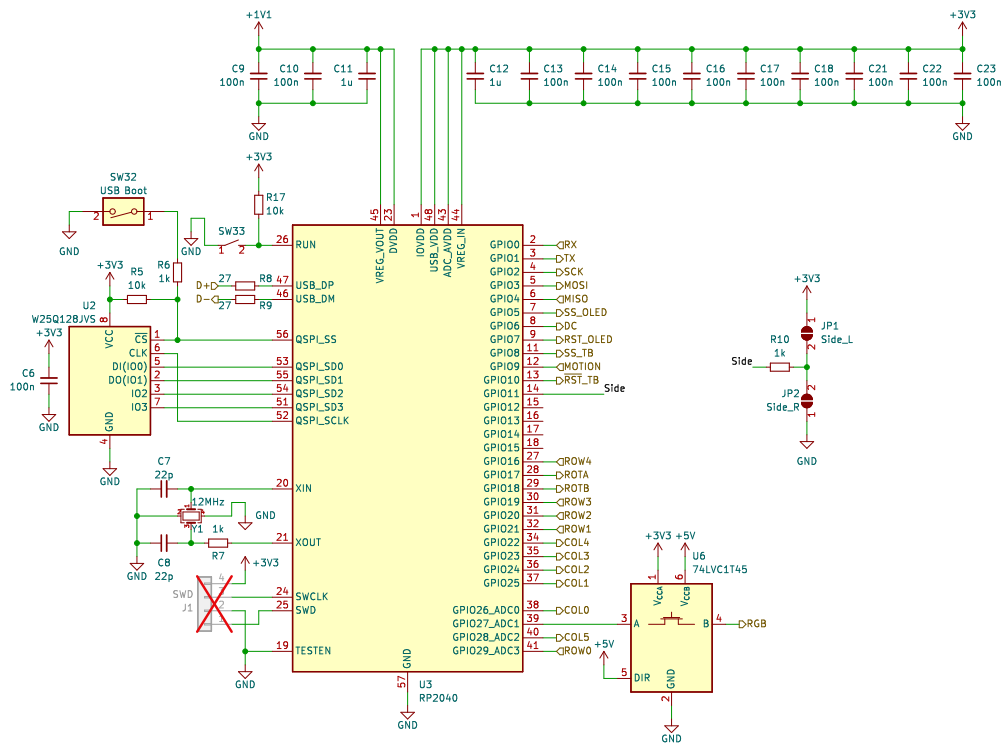 +1V1
+3V3
C9 100n
C10 100n
C11 1u
C12 1u
C13 100n
C14 100n
C15 100n
C16 100n
C17 100n
C18 100n
C21 100n
C22 100n
C23 100n
GND
GND
+3V3
R17
10k
SW32
USB Boot
2
1
GND
GND
SW33
1 2
+3V3
R5
10k
R6
1k
D+
27
R8
D-
27
R9
U2
W25Q128JVS
+3V3
C6
100n
GND
8
VCC
CS 1
CLK 6
DI(IO0) 5
DO(IO1) 2
IO2 3
IO3 7
GND
4
GND
45 VREG_VOUT
23 DVDD
1 IOVDD
48 USB_VDD
43 ADC_AVDD
44 VREG_IN
26 RUN
47 USB_DP
46 USB_DM
56 QSPI_SS
53 QSPI_SD0
55 QSPI_SD1
54 QSPI_SD2
51 QSPI_SD3
52 QSPI_SCLK
20 XIN
21 XOUT
24 SWCLK
25 SWD
19 TESTEN
GND
57
U3
RP2040
GND
GPIO0 2 RX
GPIO1 3 TX
GPIO2 4 SCK
GPIO3 5 MOSI
GPIO4 6 MISO
GPIO5 7 SS_OLED
GPIO6 8 DC
GPIO7 9 RST_OLED
GPIO8 11 SS_TB
GPIO9 12 MOTION
GPIO10 13 RST_TB
GPIO11 14 Side
GPIO12 15
GPIO13 16
GPIO14 17
GPIO15 18
GPIO16 27 ROW4
GPIO17 28 ROTA
GPIO18 29 ROTB
GPIO19 30 ROW3
GPIO20 31 ROW2
GPIO21 32 ROW1
GPIO22 34 COL4
GPIO23 35 COL3
GPIO24 36 COL2
GPIO25 37 COL1
GPIO26_ADC0 38 COL0
GPIO27_ADC1 39
GPIO28_ADC2 40 COL5
GPIO29_ADC3 41 ROW0
C7
22p
12MHz
Y1
GND
1k
R7
C8
22p
GND
+3V3
SWD
J1
4
2
1
GND
+3V3
1
JP1
Side_L
2
R10
1k
Side
2
JP2
Side_R
1
GND
+3V3
+5V
U6
74LVC1T45
1
6
VCCA
VCCB
3 A
B 4
RGB
+5V
5 DIR
GND
2
GND